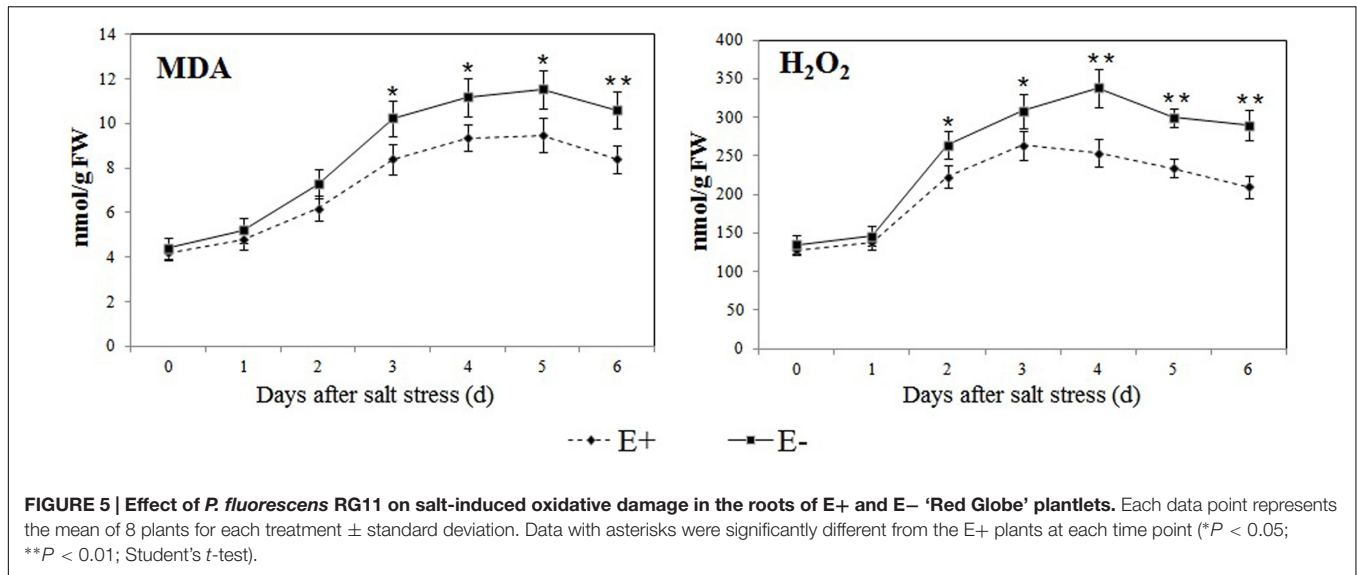 MDA
nmol/g FW
14
12
10
8
6
4
2
0
* * * **
0 1 2 3 4 5 6
Days after salt stress (d)
H₂O₂
nmol/g FW
400
350
300
250
200
150
100
50
0
* * ** ** **
0 1 2 3 4 5 6
Days after salt stress (d)
E+ E-
FIGURE 5 | Effect of P. fluorescens RG11 on salt-induced oxidative damage in the roots of E+ and E− ‘Red Globe’ plantlets. Each data point represents
the mean of 8 plants for each treatment ± standard deviation. Data with asterisks were significantly different from the E+ plants at each time point (*P < 0.05;
**P < 0.01; Student’s t-test).